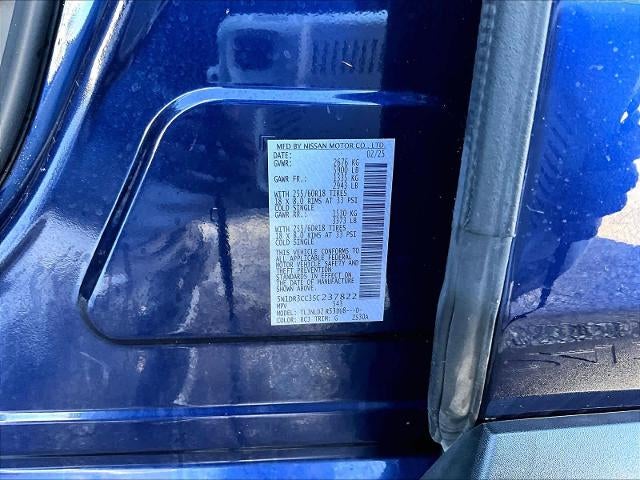 MFD BY NISSAN MOTOR CO., LTD.
DATE: 02/25
GVWR: 2676 KG
5900 LB
GAWR FR.: 1335 KG
2943 LB
WITH 255/60R18 TIRES
18 X 8.0 RIMS AT 33 PSI
COLD SINGLE
GAWR RR.: 1530 KG
3373 LB
WITH 255/60R18 TIRES
18 X 8.0 RIMS AT 33 PSI
COLD SINGLE
THIS VEHICLE CONFORMS TO
ALL APPLICABLE FEDERAL
MOTOR VEHICLE SAFETY AND
THEFT PREVENTION
STANDARDS IN EFFECT ON
THE DATE OF MANUFACTURE
SHOWN ABOVE.
5N1DR3CC3SC237822
MPV 543
TYPE:
COLOR: RCJ TRIM: G 2530A